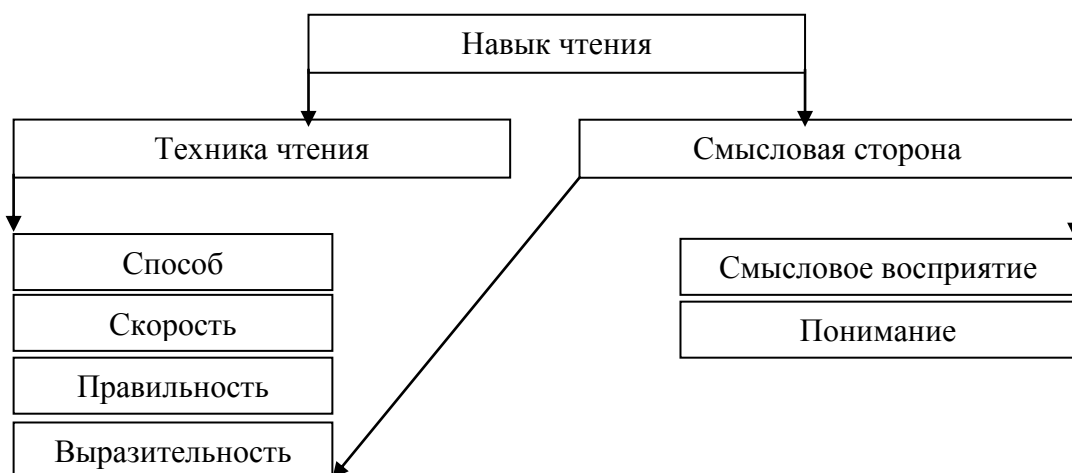 Навык чтения
Техника чтения
Смысловая сторона
Способ
Скорость
Правильность
Выразительность
Смысловое восприятие
Понимание